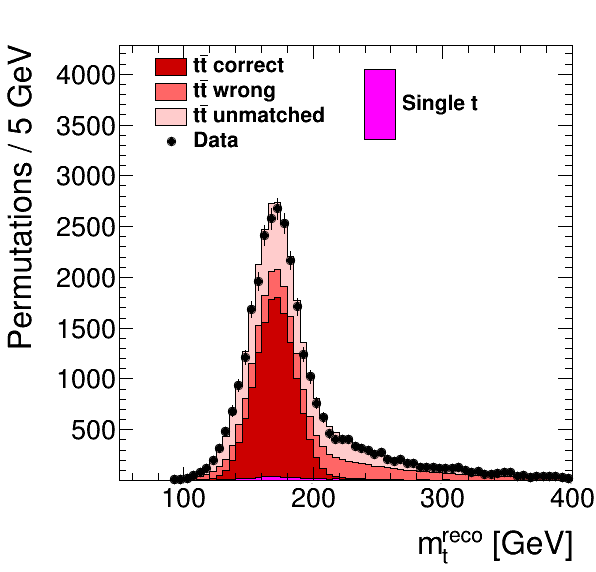 tt̄ correct
tt̄ wrong
tt̄ unmatched
Data
Single t
Permutations / 5 GeV
4000
3500
3000
2500
2000
1500
1000
500
100
200
300
400
m_t^reco [GeV]